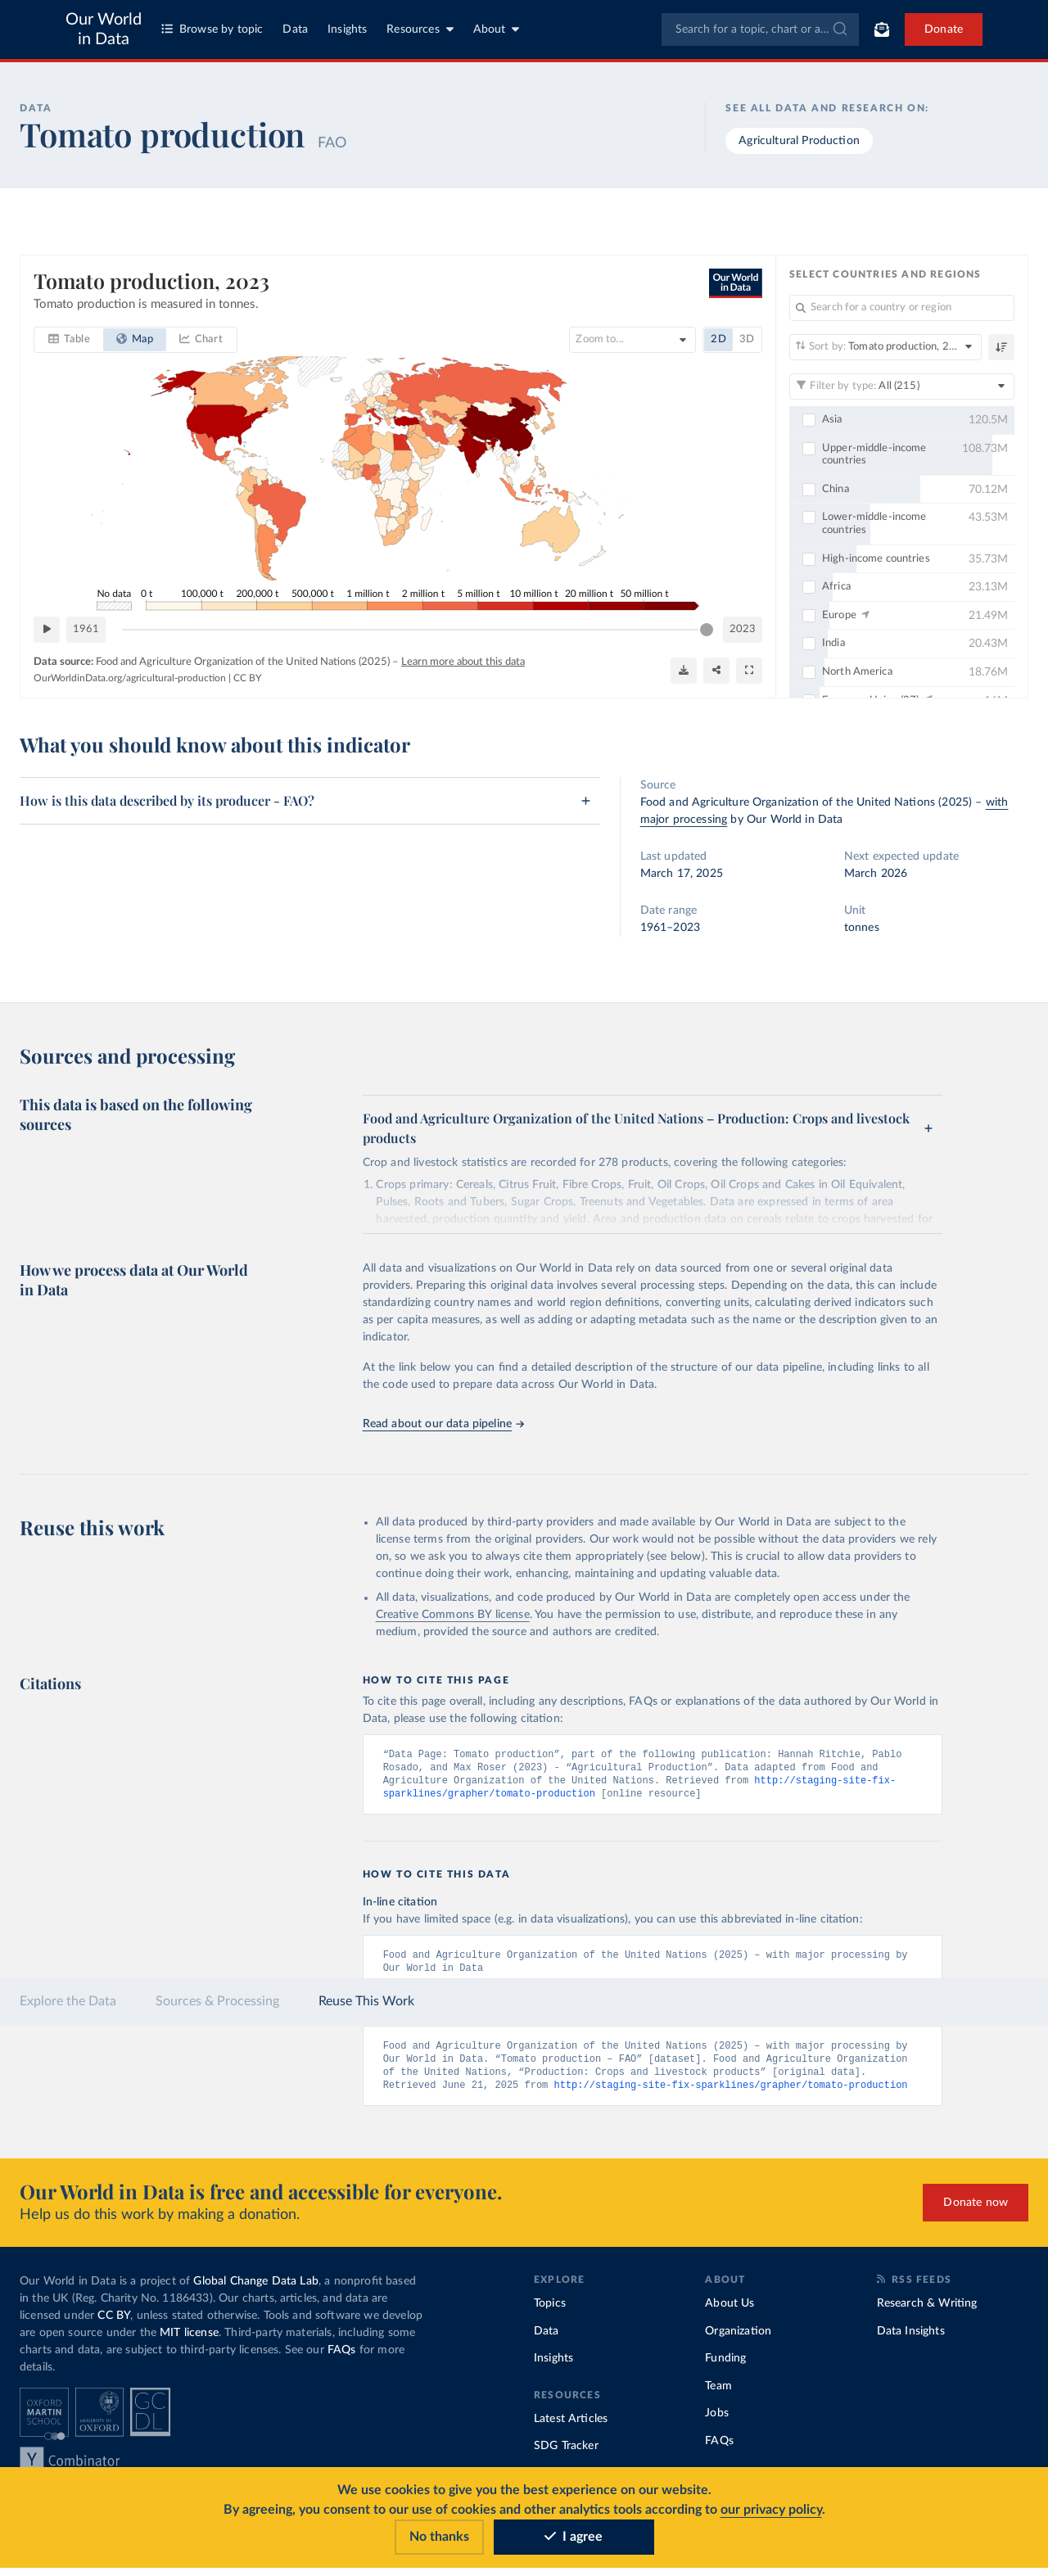 Our World
in Data
Browse by topic
Data
Insights
Resources
About
Search for a topic, chart or a...
Donate
DATA
Tomato production FAO
SEE ALL DATA AND RESEARCH ON:
Agricultural Production
Tomato production, 2023
Tomato production is measured in tonnes.
Our World
in Data
Table
Map
Chart
Zoom to...
2D
3D
No data
0 t
100,000 t
200,000 t
500,000 t
1 million t
2 million t
5 million t
10 million t
20 million t
50 million t
1961
2023
Data source: Food and Agriculture Organization of the United Nations (2025) – Learn more about this data
OurWorldinData.org/agricultural-production | CC BY
SELECT COUNTRIES AND REGIONS
Search for a country or region
Sort by: Tomato production, 2...
Filter by type: All (215)
Asia 120.5M
Upper-middle-income
countries 108.73M
China 70.12M
Lower-middle-income
countries 43.53M
High-income countries 35.73M
Africa 23.13M
Europe 21.49M
India 20.43M
North America 18.76M
What you should know about this indicator
How is this data described by its producer - FAO?
Source
Food and Agriculture Organization of the United Nations (2025) – with
major processing by Our World in Data
Last updated
March 17, 2025
Next expected update
March 2026
Date range
1961–2023
Unit
tonnes
Sources and processing
This data is based on the following
sources
Food and Agriculture Organization of the United Nations – Production: Crops and livestock
products
Crop and livestock statistics are recorded for 278 products, covering the following categories:
1. Crops primary: Cereals, Citrus Fruit, Fibre Crops, Fruit, Oil Crops, Oil Crops and Cakes in Oil Equivalent,
Pulses, Roots and Tubers, Sugar Crops, Treenuts and Vegetables. Data are expressed in terms of area
harvested, production quantity and yield. Area and production data on cereals relate to crops harvested for
How we process data at Our World
in Data
All data and visualizations on Our World in Data rely on data sourced from one or several original data
providers. Preparing this original data involves several processing steps. Depending on the data, this can include
standardizing country names and world region definitions, converting units, calculating derived indicators such
as per capita measures, as well as adding or adapting metadata such as the name or the description given to an
indicator.
At the link below you can find a detailed description of the structure of our data pipeline, including links to all
the code used to prepare data across Our World in Data.
Read about our data pipeline →
Reuse this work
• All data produced by third-party providers and made available by Our World in Data are subject to the
license terms from the original providers. Our work would not be possible without the data providers we rely
on, so we ask you to always cite them appropriately (see below). This is crucial to allow data providers to
continue doing their work, enhancing, maintaining and updating valuable data.
• All data, visualizations, and code produced by Our World in Data are completely open access under the
Creative Commons BY license. You have the permission to use, distribute, and reproduce these in any
medium, provided the source and authors are credited.
Citations
HOW TO CITE THIS PAGE
To cite this page overall, including any descriptions, FAQs or explanations of the data authored by Our World in
Data, please use the following citation:
“Data Page: Tomato production”, part of the following publication: Hannah Ritchie, Pablo
Rosado, and Max Roser (2023) - “Agricultural Production”. Data adapted from Food and
Agriculture Organization of the United Nations. Retrieved from http://staging-site-fix-
sparklines/grapher/tomato-production [online resource]
HOW TO CITE THIS DATA
In-line citation
If you have limited space (e.g. in data visualizations), you can use this abbreviated in-line citation:
Food and Agriculture Organization of the United Nations (2025) – with major processing by
Our World in Data
Explore the Data
Sources & Processing
Reuse This Work
Food and Agriculture Organization of the United Nations (2025) – with major processing by
Our World in Data. “Tomato production – FAO” [dataset]. Food and Agriculture Organization
of the United Nations, “Production: Crops and livestock products” [original data].
Retrieved June 21, 2025 from http://staging-site-fix-sparklines/grapher/tomato-production
Our World in Data is free and accessible for everyone.
Help us do this work by making a donation.
Donate now
Our World in Data is a project of Global Change Data Lab, a nonprofit based
in the UK (Reg. Charity No. 1186433). Our charts, articles, and data are
licensed under CC BY, unless stated otherwise. Tools and software we develop
are open source under the MIT license. Third-party materials, including some
charts and data, are subject to third-party licenses. See our FAQs for more
details.
OXFORD
MARTIN
SCHOOL
UNIVERSITY OF
OXFORD
GC
DL
Y Combinator
EXPLORE
Topics
Data
Insights
RESOURCES
Latest Articles
SDG Tracker
ABOUT
About Us
Organization
Funding
Team
Jobs
FAQs
RSS FEEDS
Research & Writing
Data Insights
We use cookies to give you the best experience on our website.
By agreeing, you consent to our use of cookies and other analytics tools according to our privacy policy.
No thanks
I agree